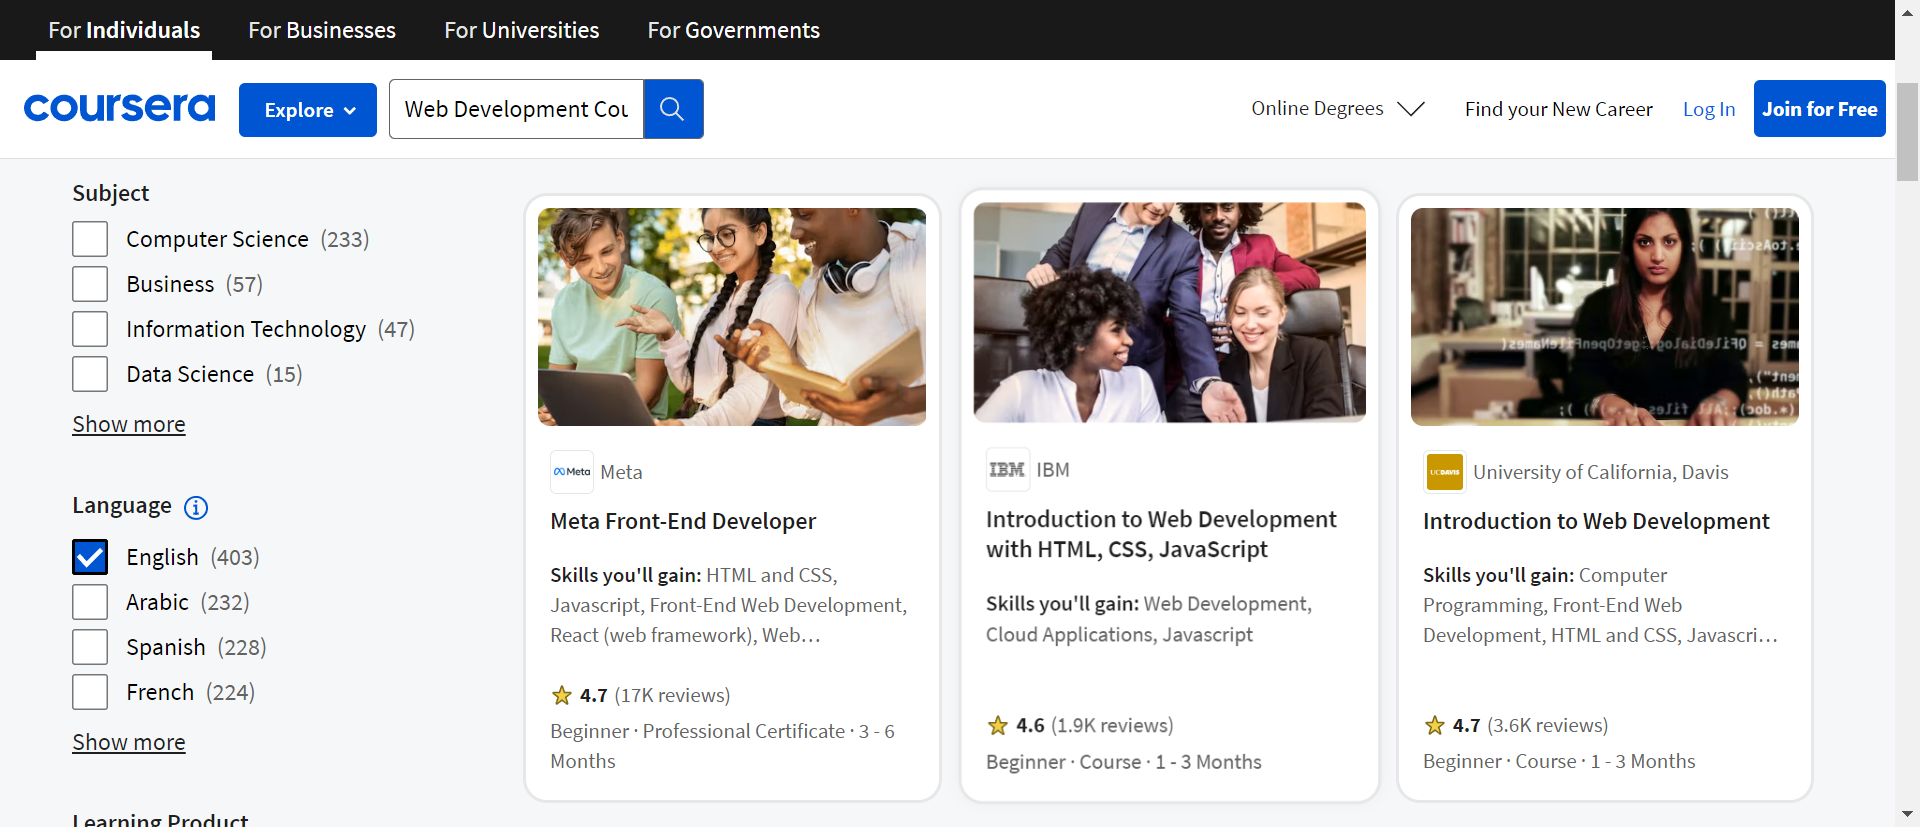 For Individuals
For Businesses
For Universities
For Governments
coursera
Explore
Web Development Cou
Online Degrees
Find your New Career
Log In
Join for Free
Subject
Computer Science (233)
Business (57)
Information Technology (47)
Data Science (15)
Show more
Language
English (403)
Arabic (232)
Spanish (228)
French (224)
Show more
Learning Product
Meta Meta
Meta Front-End Developer
Skills you'll gain: HTML and CSS,
Javascript, Front-End Web Development,
React (web framework), Web...
4.7 (17K reviews)
Beginner · Professional Certificate · 3 - 6
Months
IBM IBM
Introduction to Web Development
with HTML, CSS, JavaScript
Skills you'll gain: Web Development,
Cloud Applications, Javascript
4.6 (1.9K reviews)
Beginner · Course · 1 - 3 Months
UCDAVIS University of California, Davis
Introduction to Web Development
Skills you'll gain: Computer
Programming, Front-End Web
Development, HTML and CSS, Javascri...
4.7 (3.6K reviews)
Beginner · Course · 1 - 3 Months